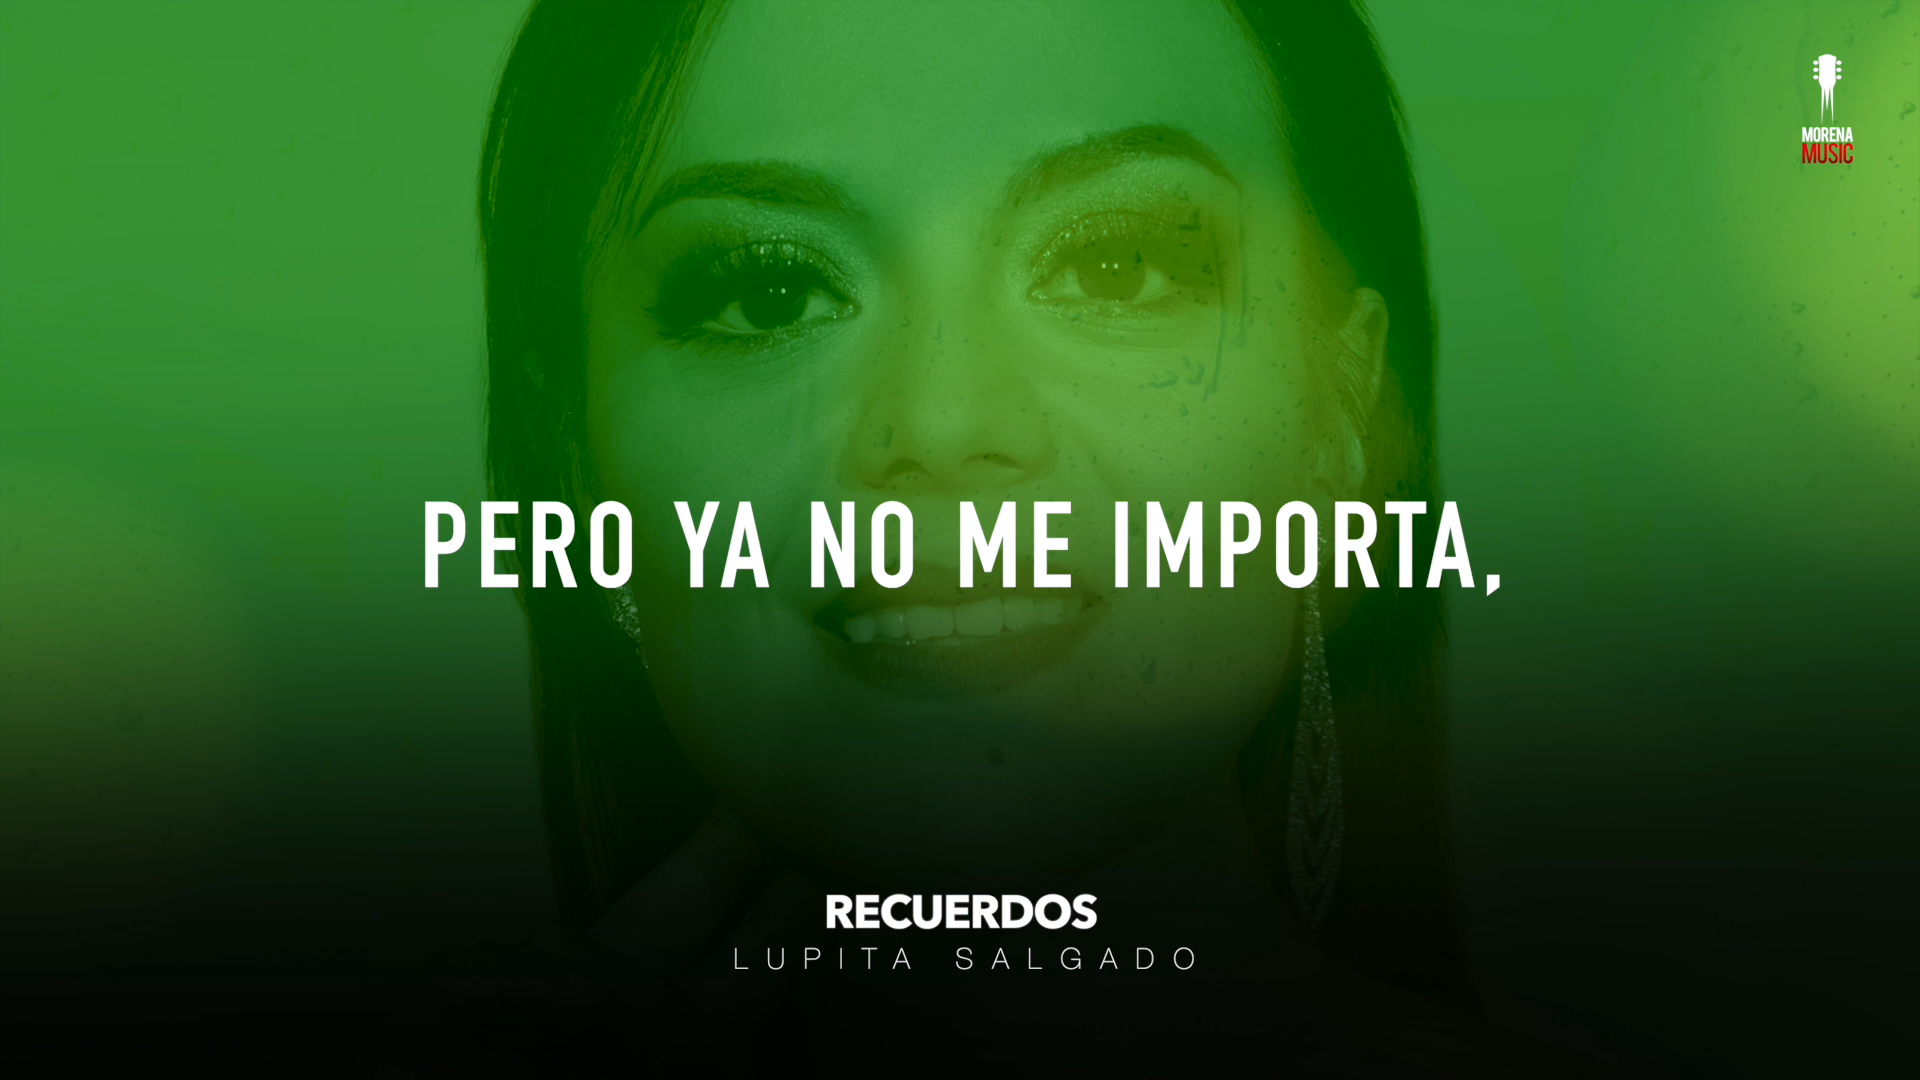 MORENA
MUSIC
PERO YA NO ME IMPORTA,
RECUERDOS
LUPITA SALGADO